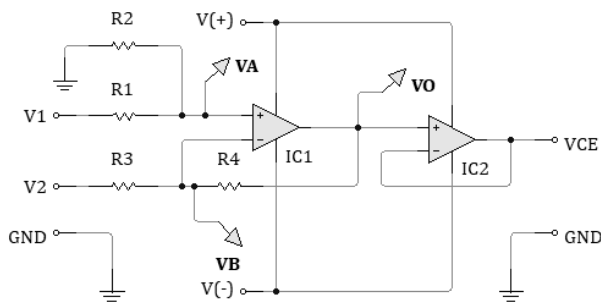 R2
V(+)
VA
VO
R1
V1
+
+
VCE
−
−
R3
R4
IC1
IC2
V2
GND
GND
VB
V(-)